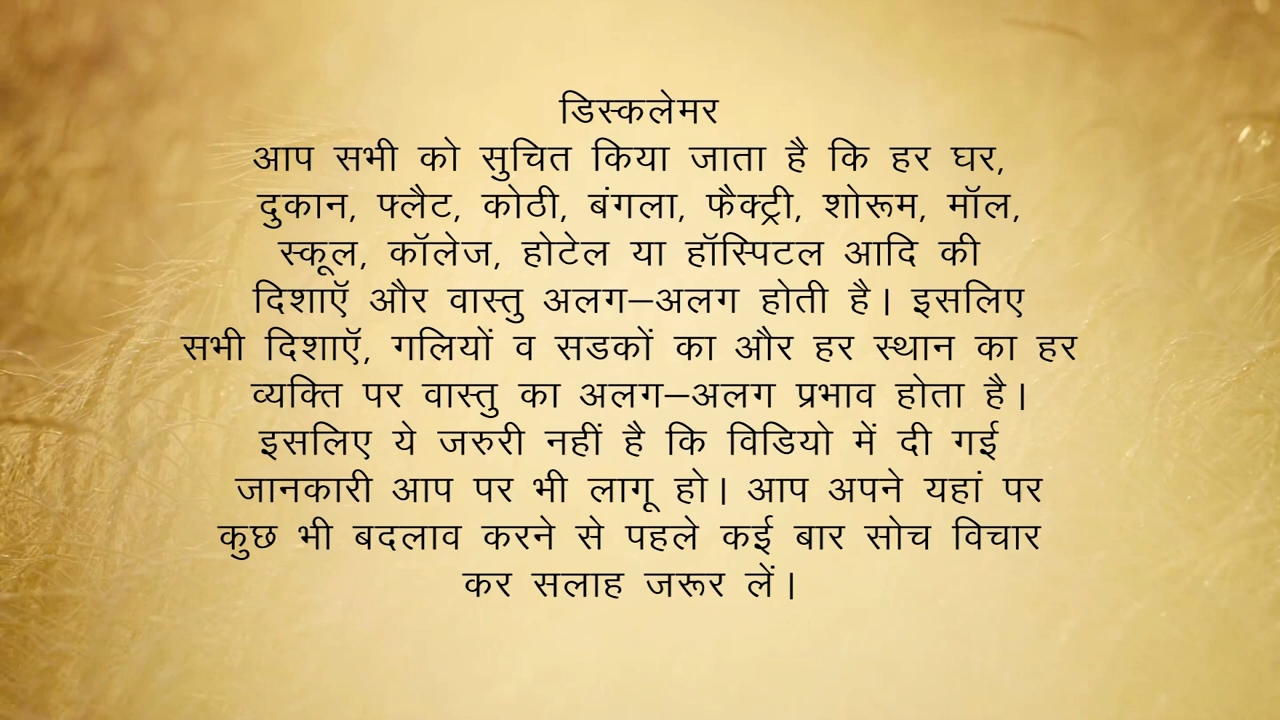 डिस्कलेमर
आप सभी को सुचित किया जाता है कि हर घर,
दुकान, फ्लैट, कोठी, बंगला, फैक्ट्री, शोरूम, मॉल,
स्कूल, कॉलेज, होटेल या हॉस्पिटल आदि की
दिशाऍ और वास्तु अलग–अलग होती है। इसलिए
सभी दिशाऍ, गलियों व सडकों का और हर स्थान का हर
व्यक्ति पर वास्तु का अलग–अलग प्रभाव होता है।
इसलिए ये जरुरी नहीं है कि विडियो में दी गई
जानकारी आप पर भी लागू हो। आप अपने यहां पर
कुछ भी बदलाव करने से पहले कई बार सोच विचार
कर सलाह जरूर लें।